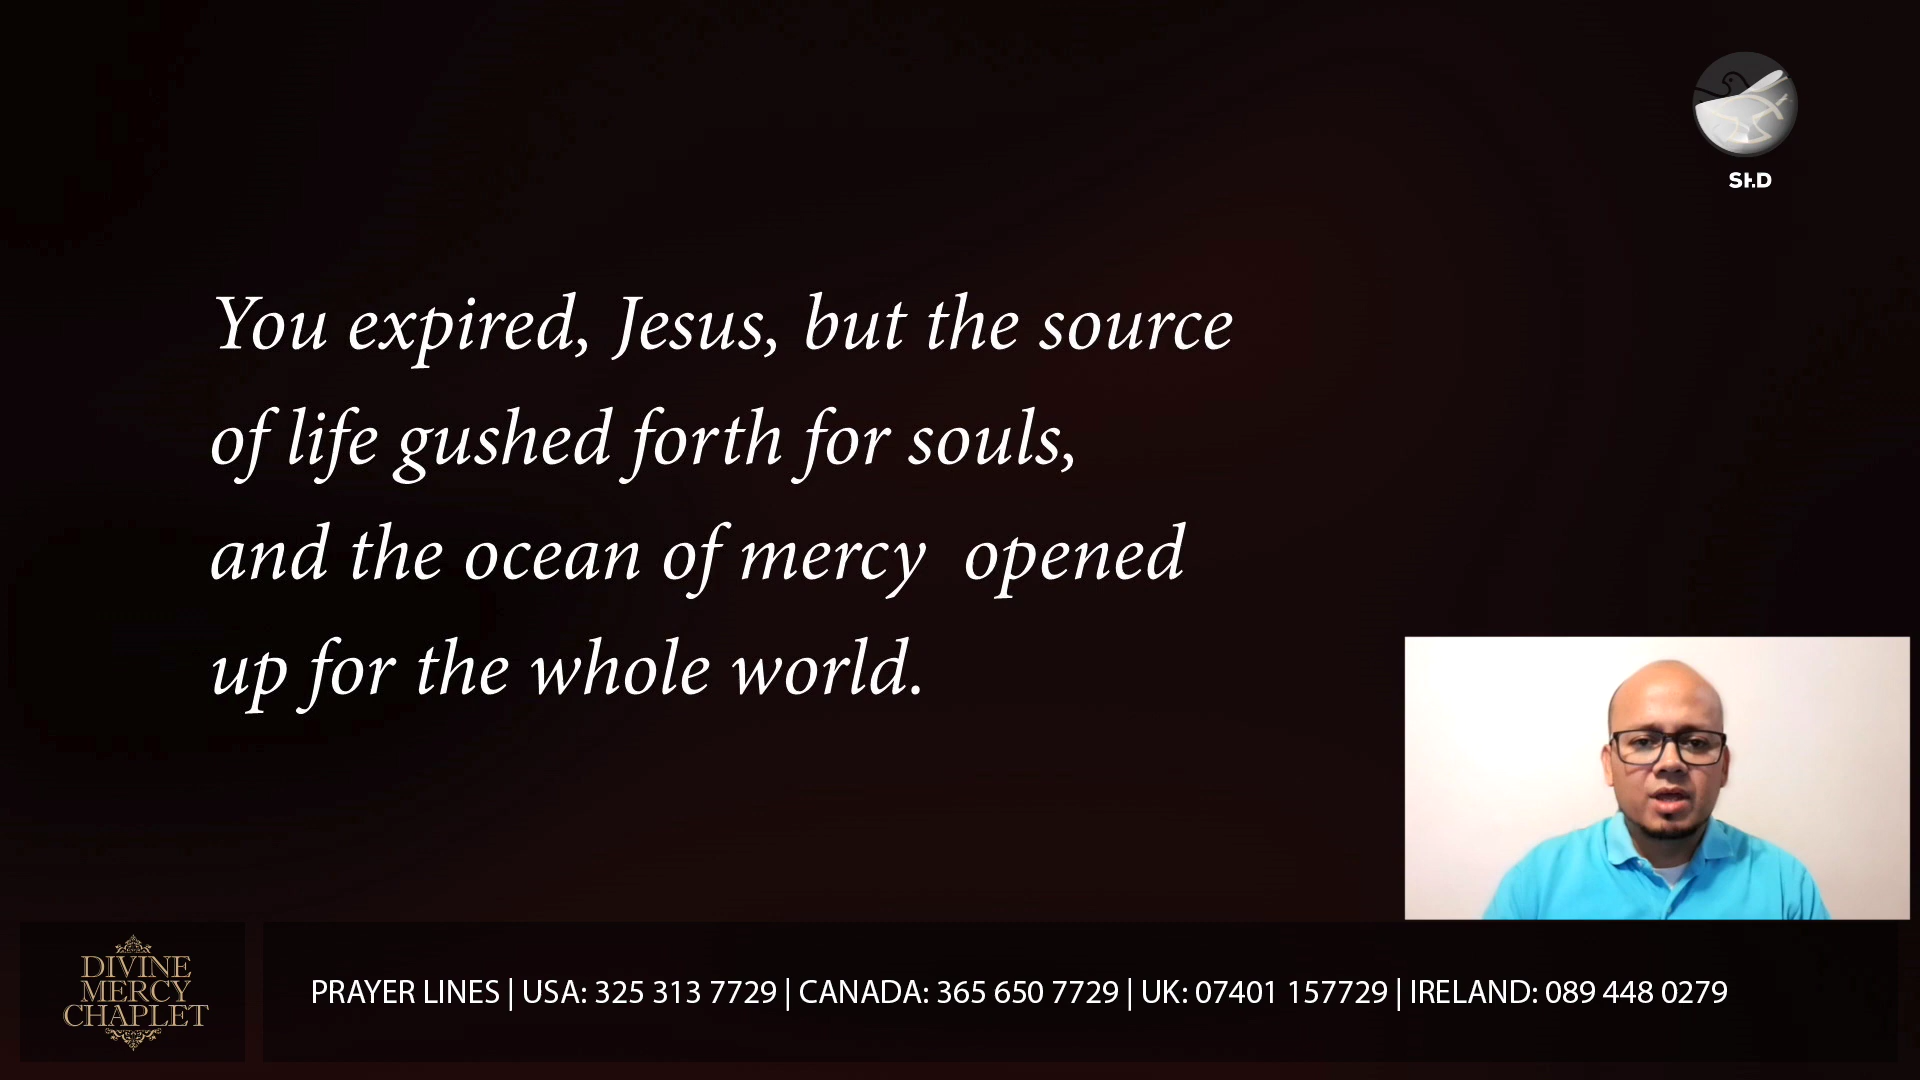 You expired, Jesus, but the source
of life gushed forth for souls,
and the ocean of mercy opened
up for the whole world.
DIVINE
MERCY
CHAPLET
PRAYER LINES | USA: 325 313 7729 | CANADA: 365 650 7729 | UK: 07401 157729 | IRELAND: 089 448 0279